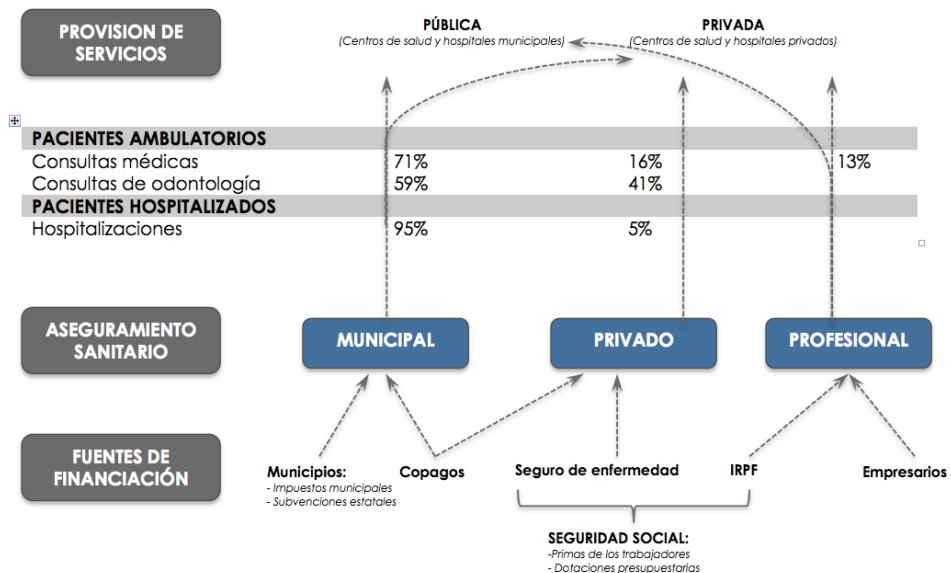 PROVISION DE
SERVICIOS
PÚBLICA
(Centros de salud y hospitales municipales)
PRIVADA
(Centros de salud y hospitales privados)
PACIENTES AMBULATORIOS
Consultas médicas 71% 16% 13%
Consultas de odontología 59% 41%
PACIENTES HOSPITALIZADOS
Hospitalizaciones 95% 5%
ASEGURAMIENTO
SANITARIO
MUNICIPAL
PRIVADO
PROFESIONAL
FUENTES DE
FINANCIACIÓN
Municipios:
- Impuestos municipales
- Subvenciones estatales
Copagos
Seguro de enfermedad
IRPF
Empresarios
SEGURIDAD SOCIAL:
-Primas de los trabajadores
- Dotaciones presupuestarias